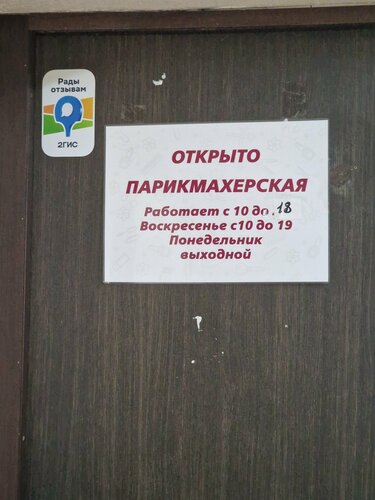 Рады
отзывам
2ГИС
ОТКРЫТО
ПАРИКМАХЕРСКАЯ
Работает с 10 до 18
Воскресенье с10 до 19
Понедельник
выходной